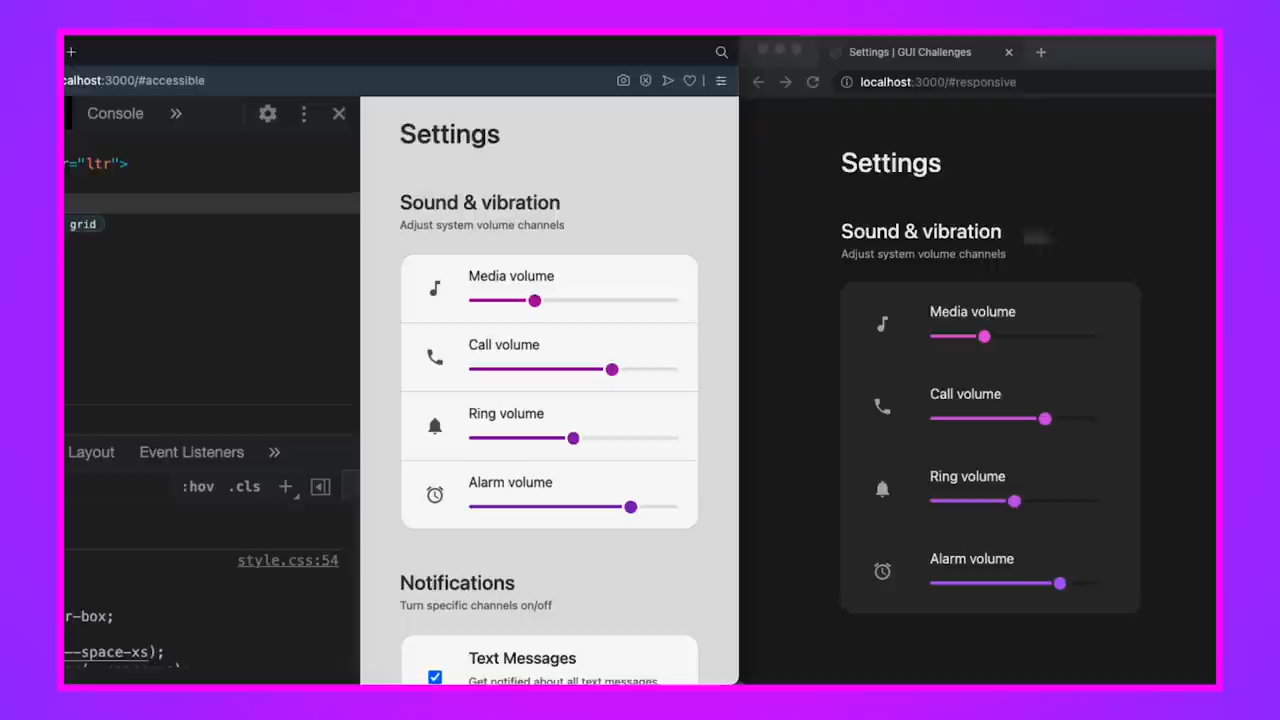 calhost:3000/#accessible
Console
r="ltr">
grid
Layout Event Listeners
:hov .cls
style.css:54
r-box;
--space-xs);
Settings
Sound & vibration
Adjust system volume channels
Media volume
Call volume
Ring volume
Alarm volume
Notifications
Turn specific channels on/off
Text Messages
Get notified about all text messages
Settings | GUI Challenges
localhost:3000/#responsive
Settings
Sound & vibration
Adjust system volume channels
Media volume
Call volume
Ring volume
Alarm volume